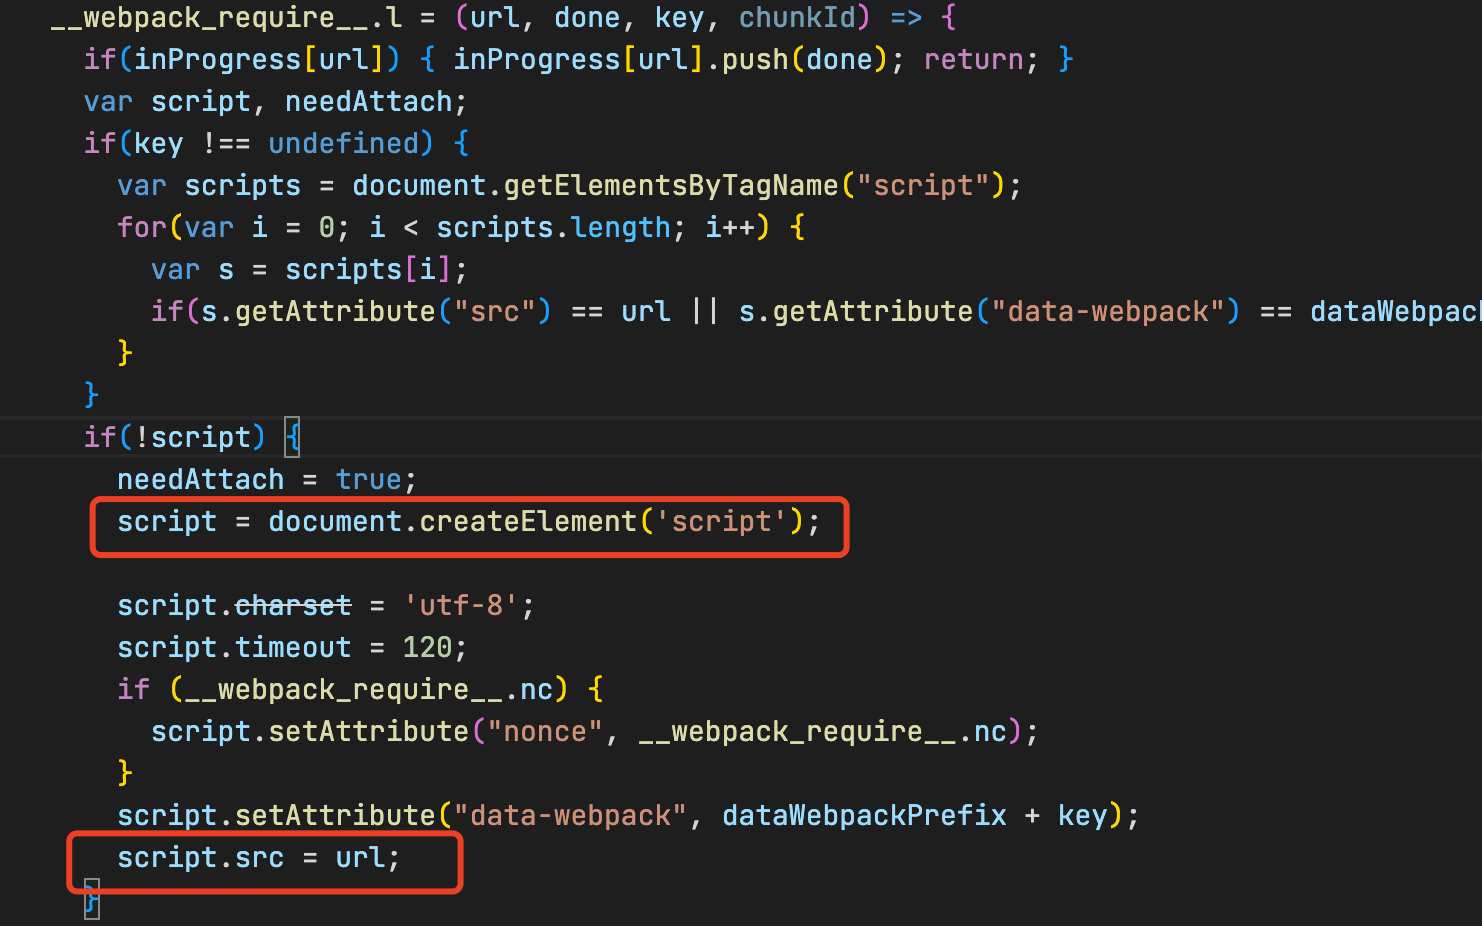 __webpack_require__.l = (url, done, key, chunkId) => {
if(inProgress[url]) { inProgress[url].push(done); return; }
var script, needAttach;
if(key !== undefined) {
var scripts = document.getElementsByTagName("script");
for(var i = 0; i < scripts.length; i++) {
var s = scripts[i];
if(s.getAttribute("src") == url || s.getAttribute("data-webpack") == dataWebpack
}
}
if(!script) {
needAttach = true;
script = document.createElement('script');
script.charset = 'utf-8';
script.timeout = 120;
if (__webpack_require__.nc) {
script.setAttribute("nonce", __webpack_require__.nc);
}
script.setAttribute("data-webpack", dataWebpackPrefix + key);
script.src = url;
}